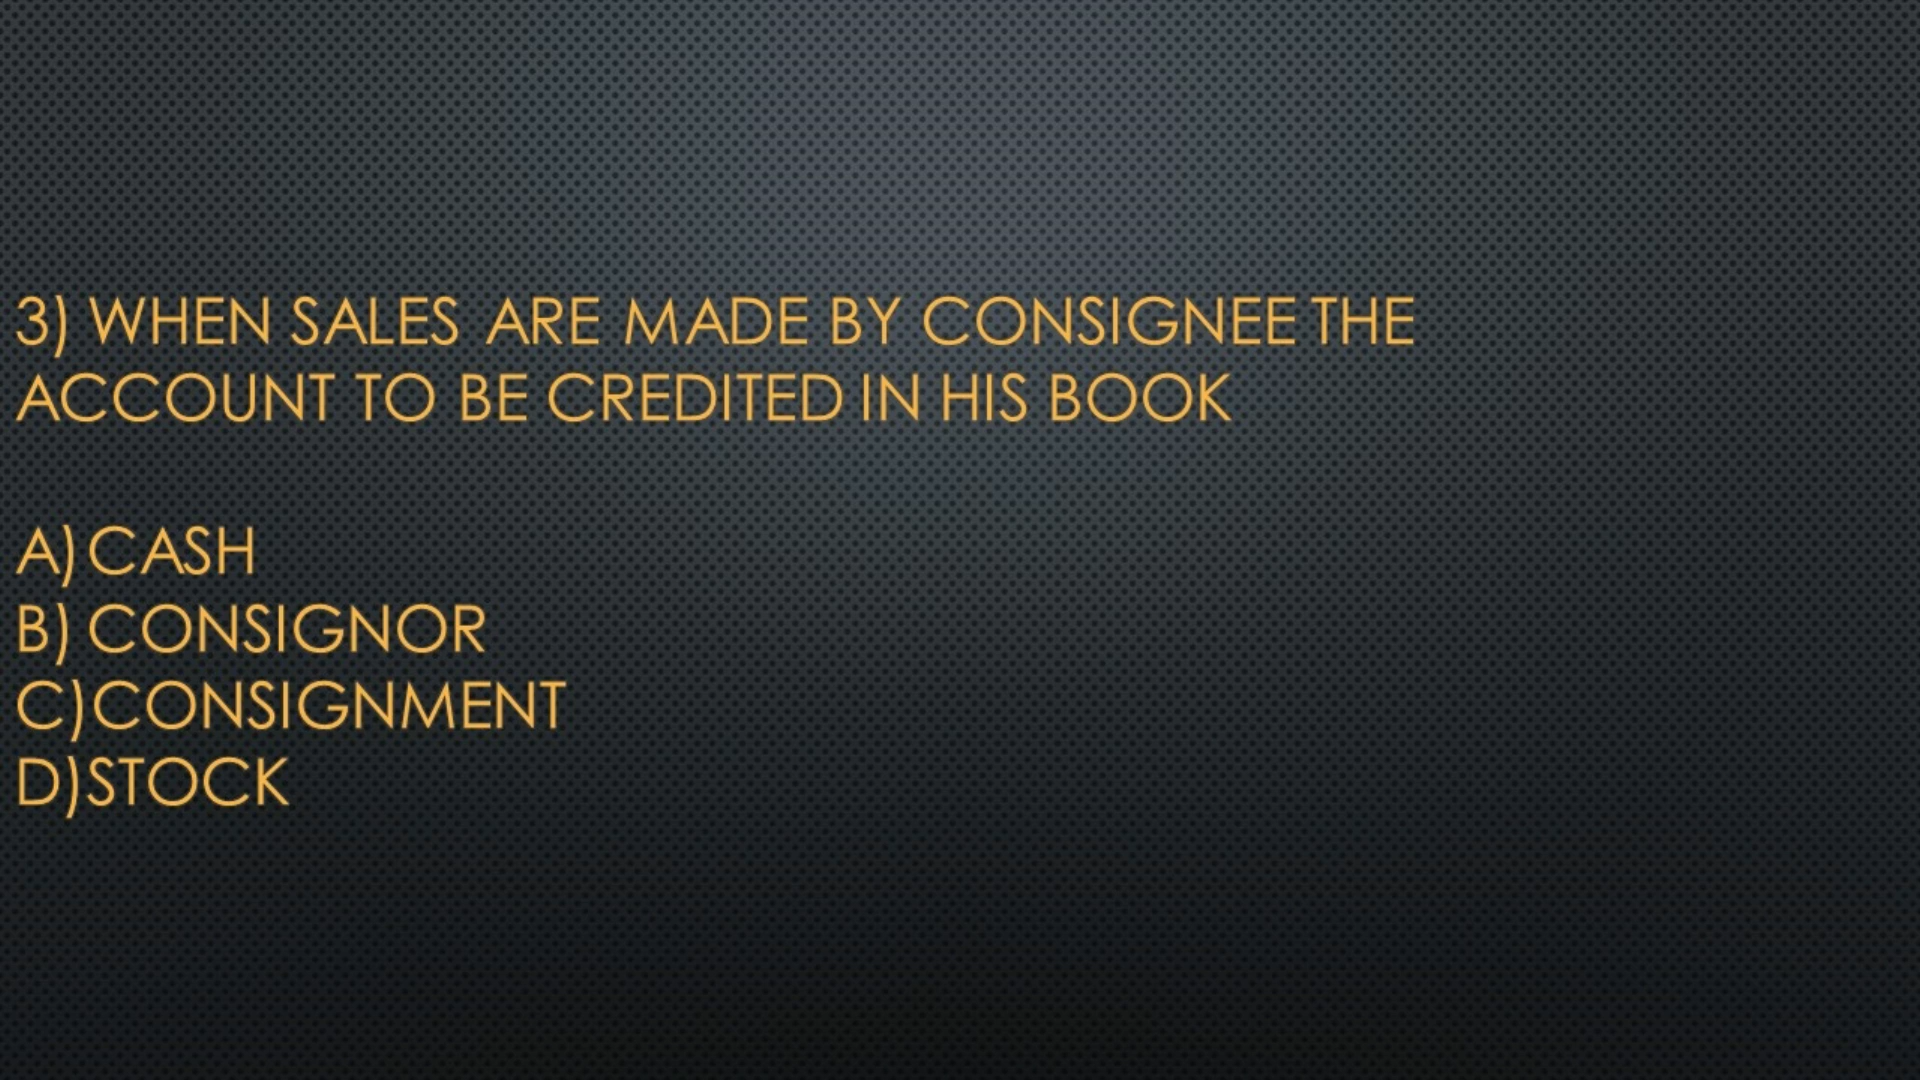 3) WHEN SALES ARE MADE BY CONSIGNEE THE
ACCOUNT TO BE CREDITED IN HIS BOOK
A) CASH
B) CONSIGNOR
C)CONSIGNMENT
D)STOCK